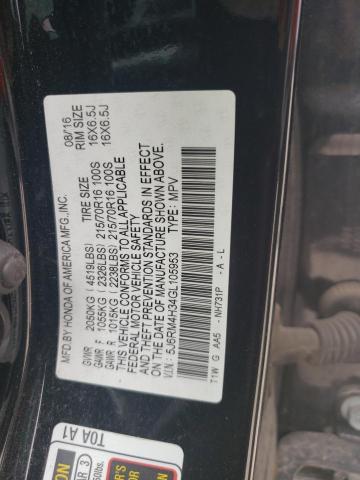 MFD.BY HONDA OF AMERICA MFG.,INC. 08/16
TIRE SIZE RIM SIZE
GVWR 2050KG (4519LBS)
GAWR F 1055KG (2326LBS) 215/70R16 100S 16X6.5J
GAWR R 1015KG (2238LBS) 215/70R16 100S 16X6.5J
THIS VEHICLE CONFORMS TO ALL APPLICABLE
FEDERAL MOTOR VEHICLE SAFETY AND
THEFT PREVENTION STANDARDS IN EFFECT
ON THE DATE OF MANUFACTURE SHOWN ABOVE.
5J6RM4H34GL105953 TYPE: MPV
T1W G AA5 - NH731P - A - L
T0A A1